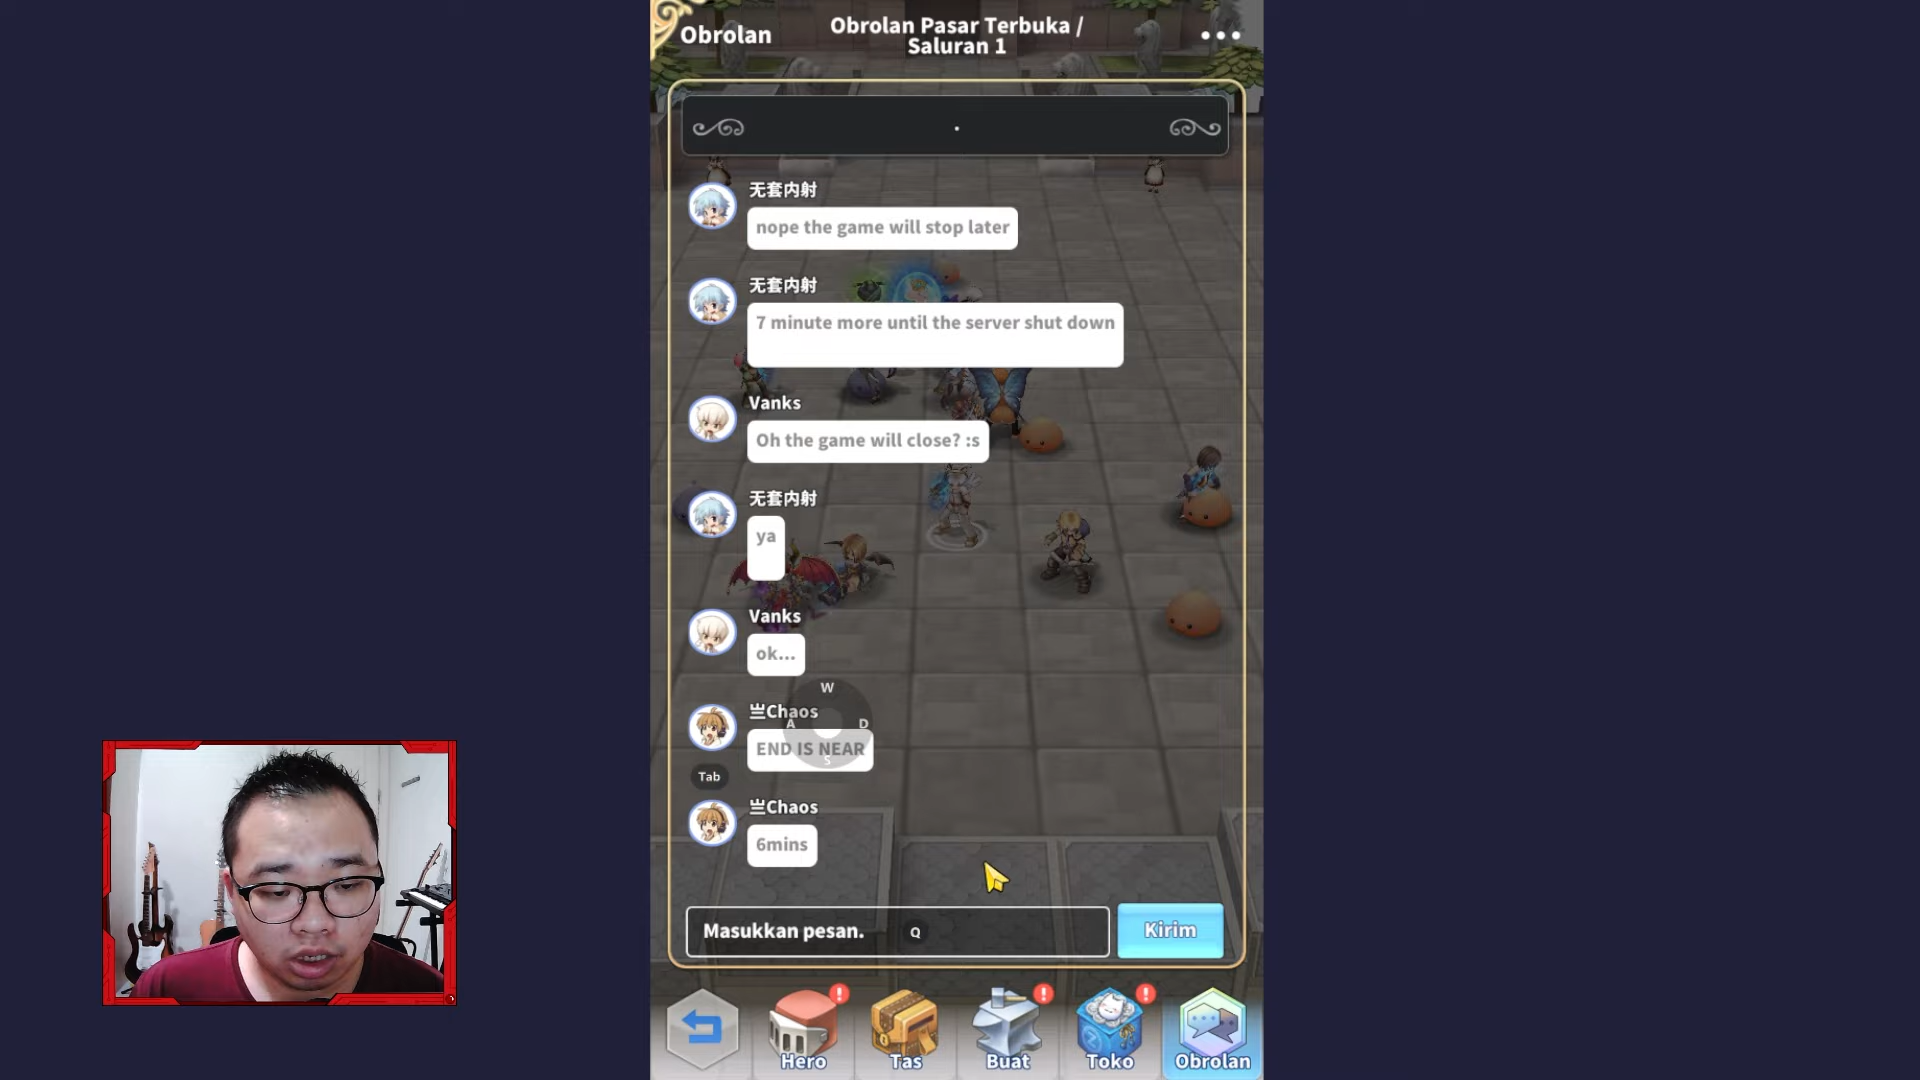 Obrolan
Obrolan Pasar Terbuka /
Saluran 1
无套内射
nope the game will stop later
无套内射
7 minute more until the server shut down
Vanks
Oh the game will close? :s
无套内射
ya
Vanks
ok...
亗Chaos
END IS NEAR
W
A
D
S
Tab
亗Chaos
6mins
Masukkan pesan.
Q
Kirim
Hero
Tas
Buat
Toko
Obrolan